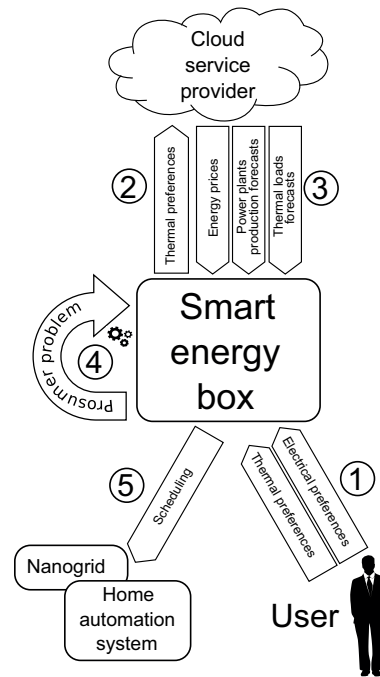 Cloud
service
provider
2
Thermal preferences
Energy prices
Power plants
production forecasts
Thermal loads
forecasts
3
Smart
energy
box
Prosumer problem
4
5
Scheduling
Thermal preferences
Electrical preferences
1
Nanogrid
Home
automation
system
User